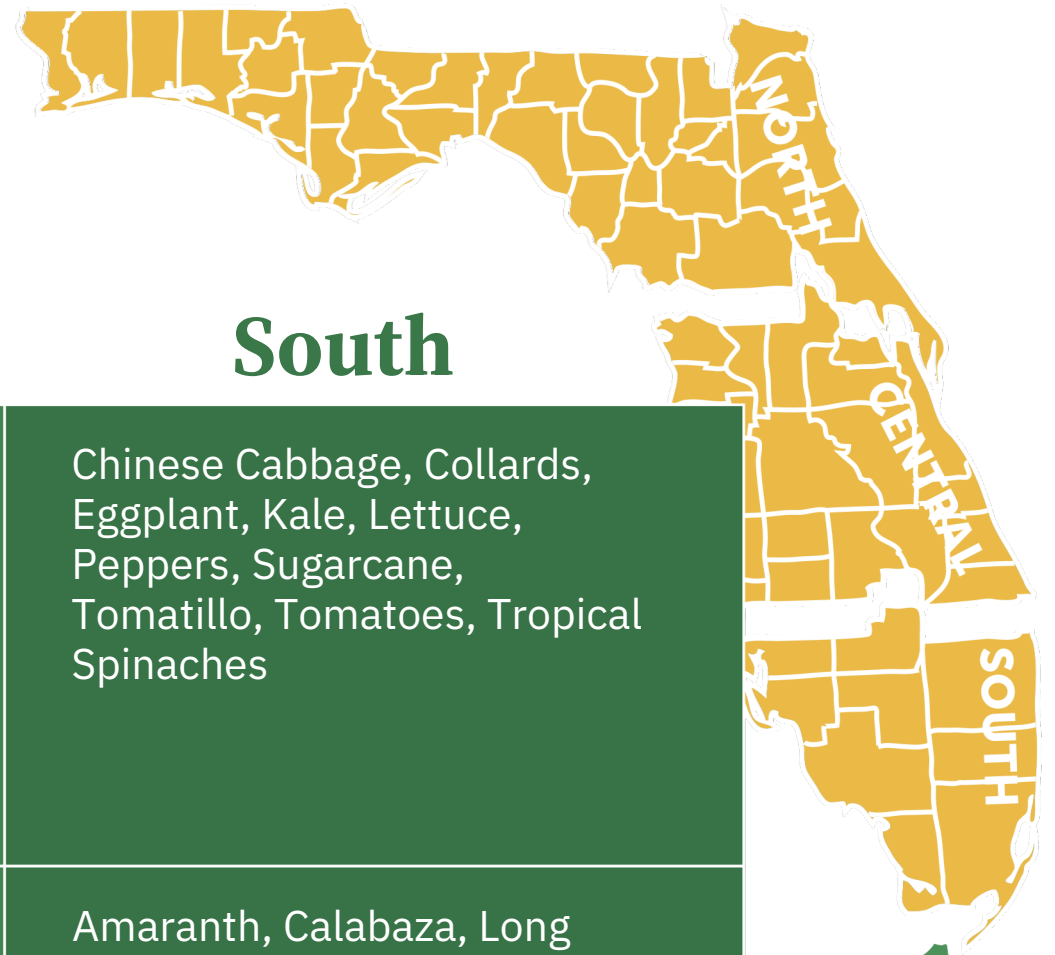 NORTH
South
CENTRAL
Chinese Cabbage, Collards,
Eggplant, Kale, Lettuce,
Peppers, Sugarcane,
Tomatillo, Tomatoes, Tropical
Spinaches
SOUTH
Amaranth, Calabaza, Long